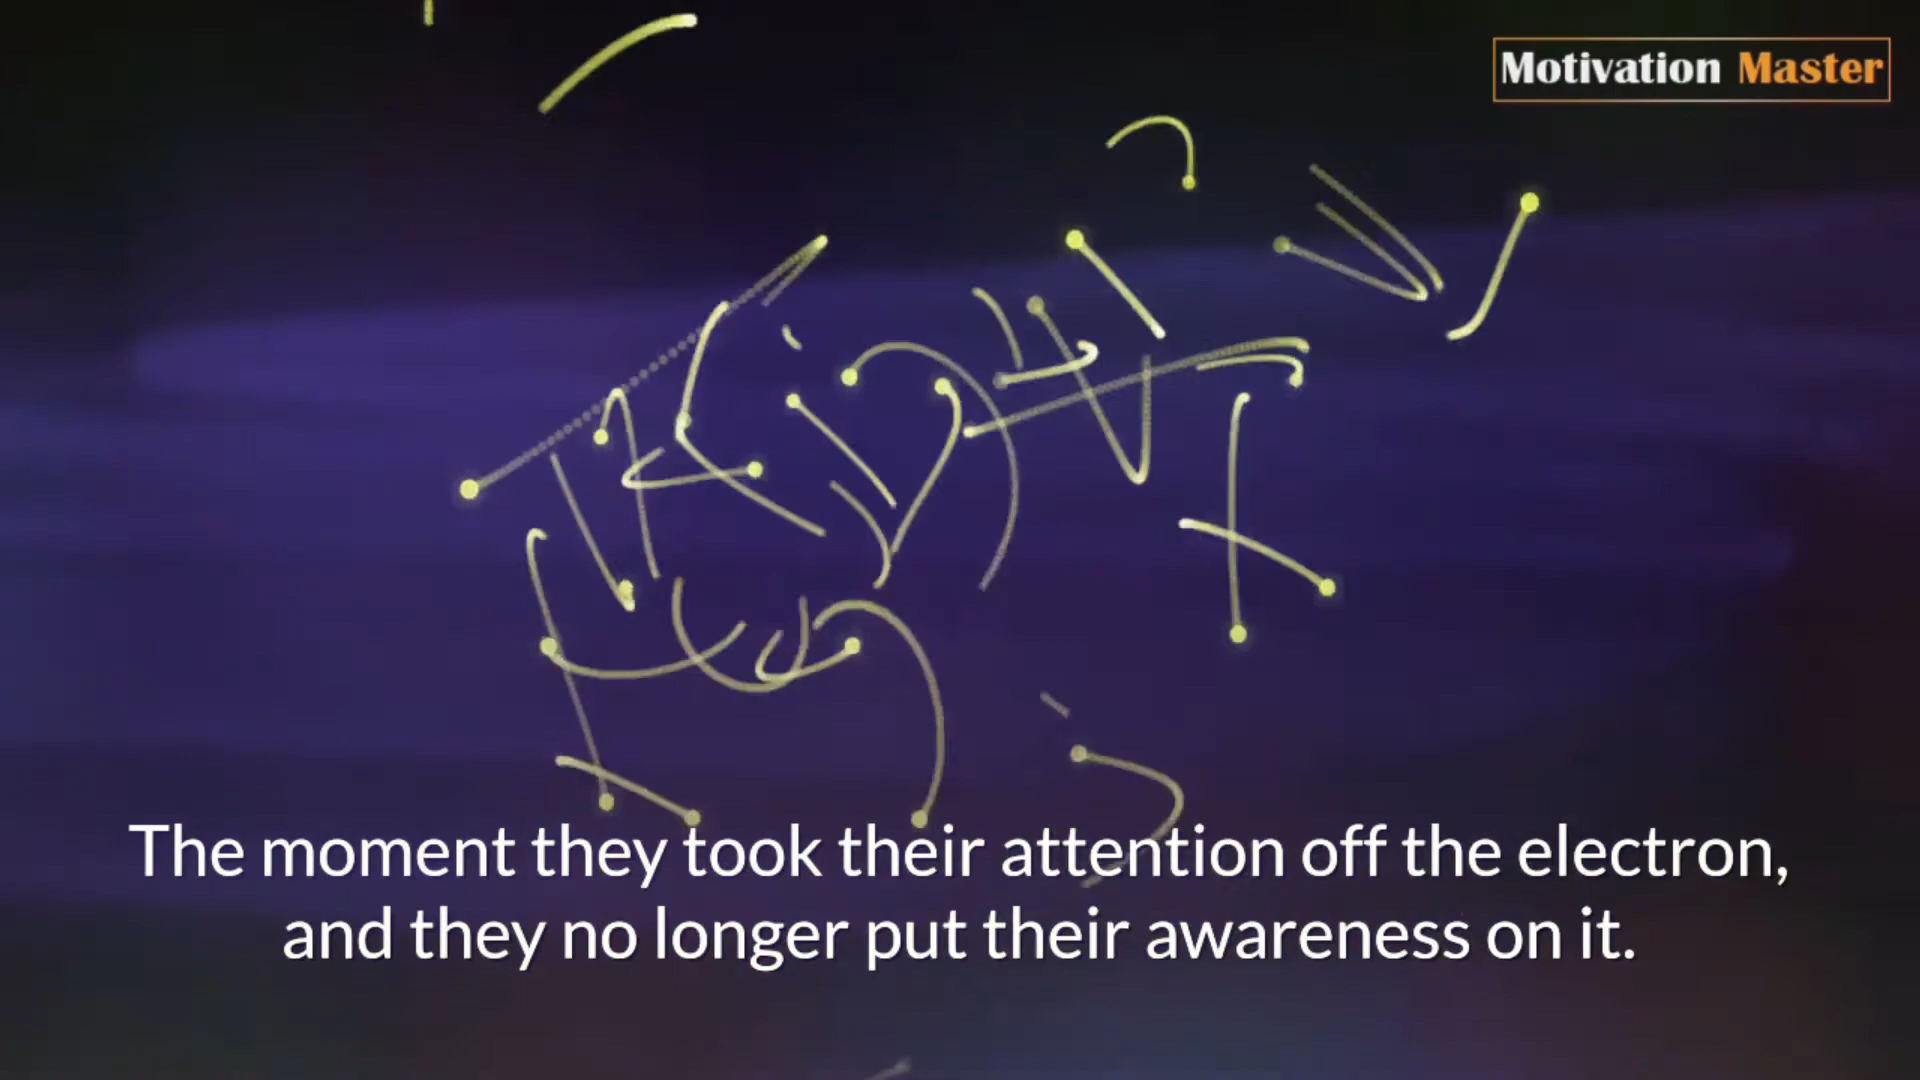 Motivation Master
The moment they took their attention off the electron,
and they no longer put their awareness on it.